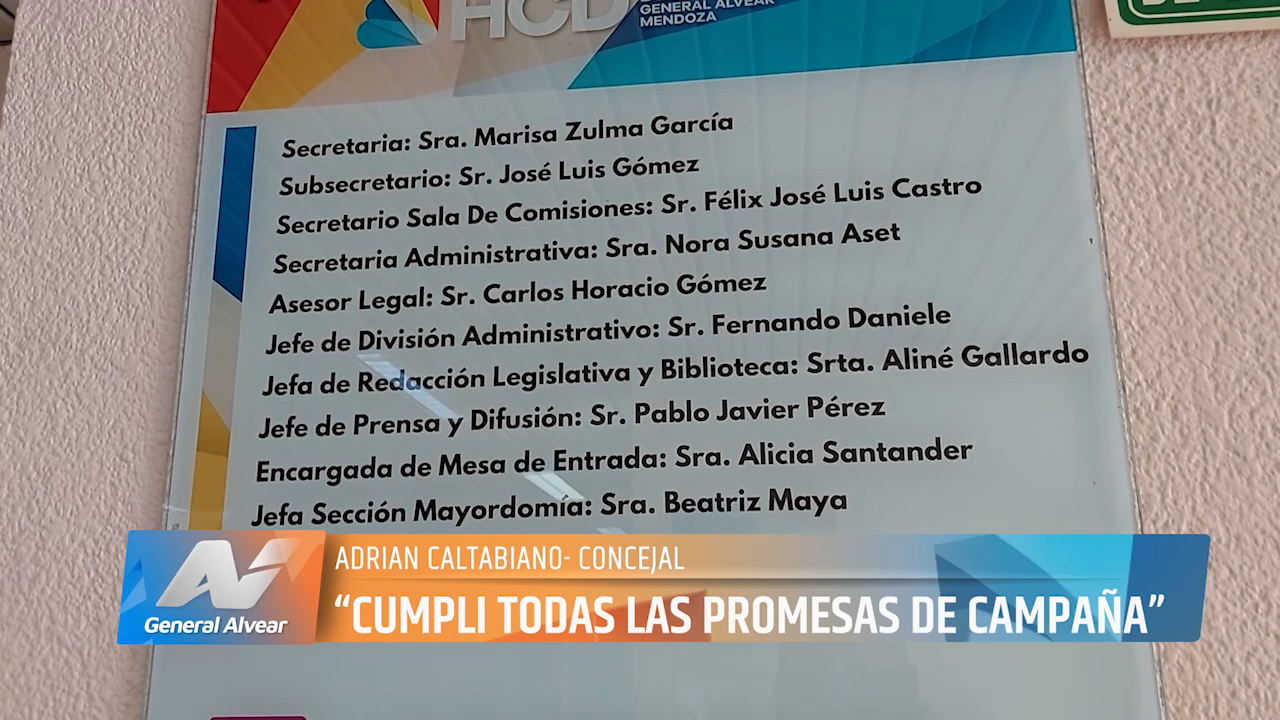 HCD
GENERAL ALVEAR
MENDOZA
Secretaria: Sra. Marisa Zulma García
Subsecretario: Sr. José Luis Gómez
Secretario Sala De Comisiones: Sr. Félix José Luis Castro
Secretaria Administrativa: Sra. Nora Susana Aset
Asesor Legal: Sr. Carlos Horacio Gómez
Jefe de División Administrativo: Sr. Fernando Daniele
Jefa de Redacción Legislativa y Biblioteca: Srta. Aliné Gallardo
Jefe de Prensa y Difusión: Sr. Pablo Javier Pérez
Encargada de Mesa de Entrada: Sra. Alicia Santander
Jefa Sección Mayordomía: Sra. Beatriz Maya
ADRIAN CALTABIANO- CONCEJAL
“CUMPLI TODAS LAS PROMESAS DE CAMPAÑA”
AV
General Alvear